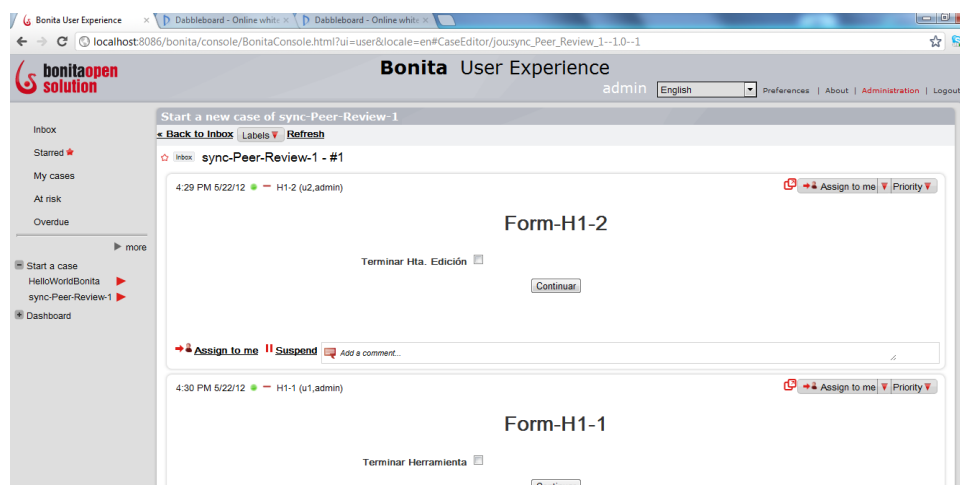 Bonita User Experience × Dabbleboard - Online white × Dabbleboard - Online white ×
localhost:8086/bonita/console/BonitaConsole.html?ui=user&locale=en#CaseEditor/jou:sync_Peer_Review_1--1.0--1
bonitaopen
solution
Bonita User Experience
admin English Preferences | About | Administration | Logout
Start a new case of sync-Peer-Review-1
« Back to Inbox Labels Refresh
Inbox
Starred
My cases
At risk
Overdue
more
Start a case
HelloWorldBonita
sync-Peer-Review-1
Dashboard
Inbox sync-Peer-Review-1 - #1
4:29 PM 5/22/12 H1-2 (u2,admin) Assign to me Priority
Form-H1-2
Terminar Hta. Edición
Continuar
Assign to me Suspend Add a comment...
4:30 PM 5/22/12 H1-1 (u1,admin) Assign to me Priority
Form-H1-1
Terminar Herramienta